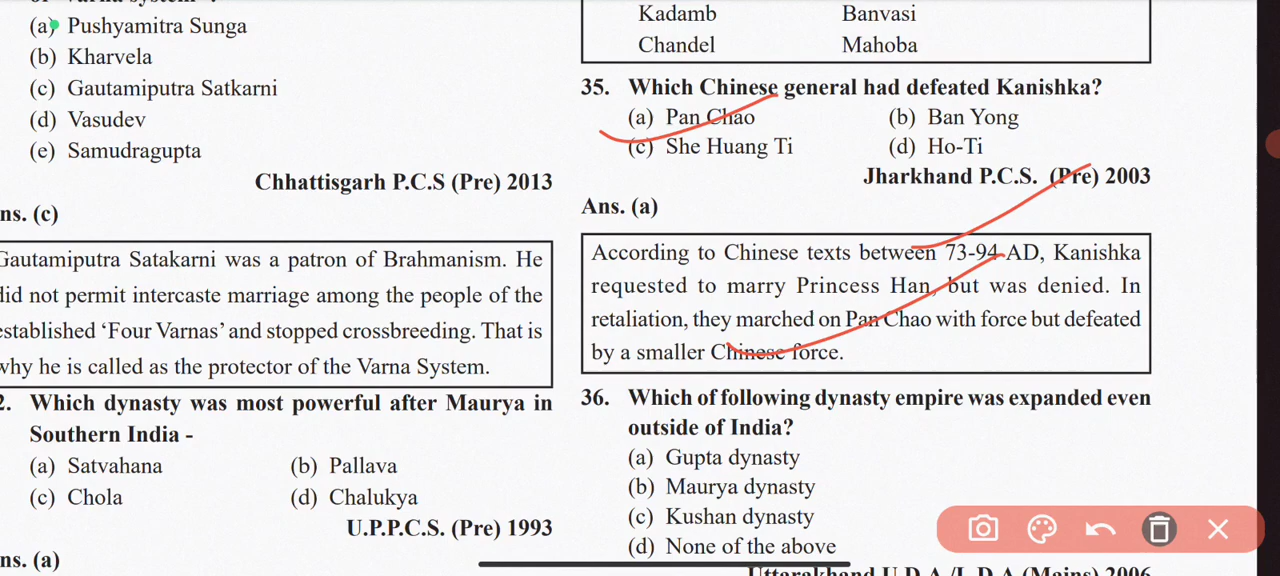 (a) Pushyamitra Sunga
(b) Kharvela
(c) Gautamiputra Satkarni
(d) Vasudev
(e) Samudragupta
Chhattisgarh P.C.S (Pre) 2013
ns. (c)
Gautamiputra Satakarni was a patron of Brahmanism. He
did not permit intercaste marriage among the people of the
established ‘Four Varnas’ and stopped crossbreeding. That is
why he is called as the protector of the Varna System.
2. Which dynasty was most powerful after Maurya in
Southern India -
(a) Satvahana (b) Pallava
(c) Chola (d) Chalukya
U.P.P.C.S. (Pre) 1993
ns. (a)
Kadamb Banvasi
Chandel Mahoba
35. Which Chinese general had defeated Kanishka?
(a) Pan Chao (b) Ban Yong
(c) She Huang Ti (d) Ho-Ti
Jharkhand P.C.S. (Pre) 2003
Ans. (a)
According to Chinese texts between 73-94 AD, Kanishka
requested to marry Princess Han, but was denied. In
retaliation, they marched on Pan Chao with force but defeated
by a smaller Chinese force.
36. Which of following dynasty empire was expanded even
outside of India?
(a) Gupta dynasty
(b) Maurya dynasty
(c) Kushan dynasty
(d) None of the above
Uttarakhand U.D.A./L.D.A (Mains) 2006